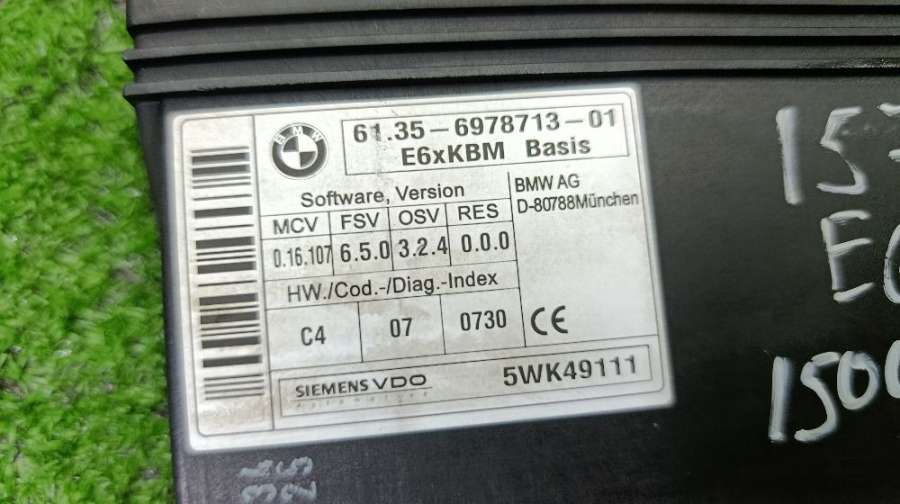 BMW
61.35-6978713-01
E6xKBM Basis
Software, Version
BMW AG
D-80788München
MCV FSV OSV RES
0.16.107 6.5.0 3.2.4 0.0.0
HW./Cod.-/Diag.-Index
C4 07 0730 CE
SIEMENS VDO
Automotive
5WK49111